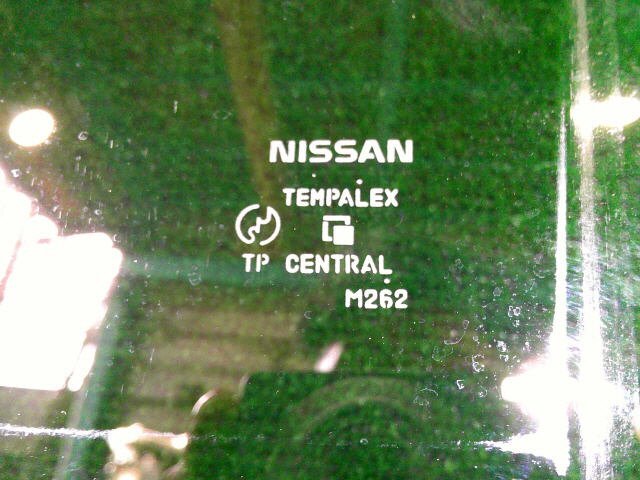 NISSAN
TEMPALEX
TP CENTRAL
M262